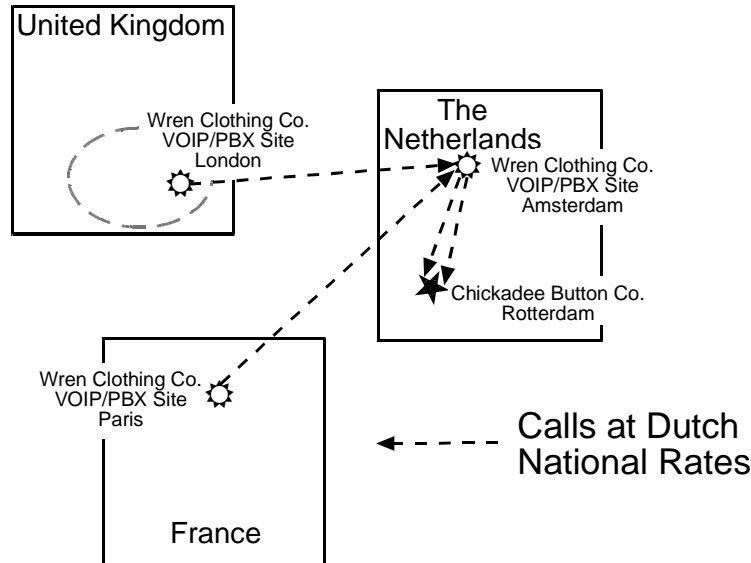 United Kingdom
Wren Clothing Co.
VOIP/PBX Site
London
The
Netherlands
Wren Clothing Co.
VOIP/PBX Site
Amsterdam
Chickadee Button Co.
Rotterdam
Wren Clothing Co.
VOIP/PBX Site
Paris
Calls at Dutch
National Rates
France